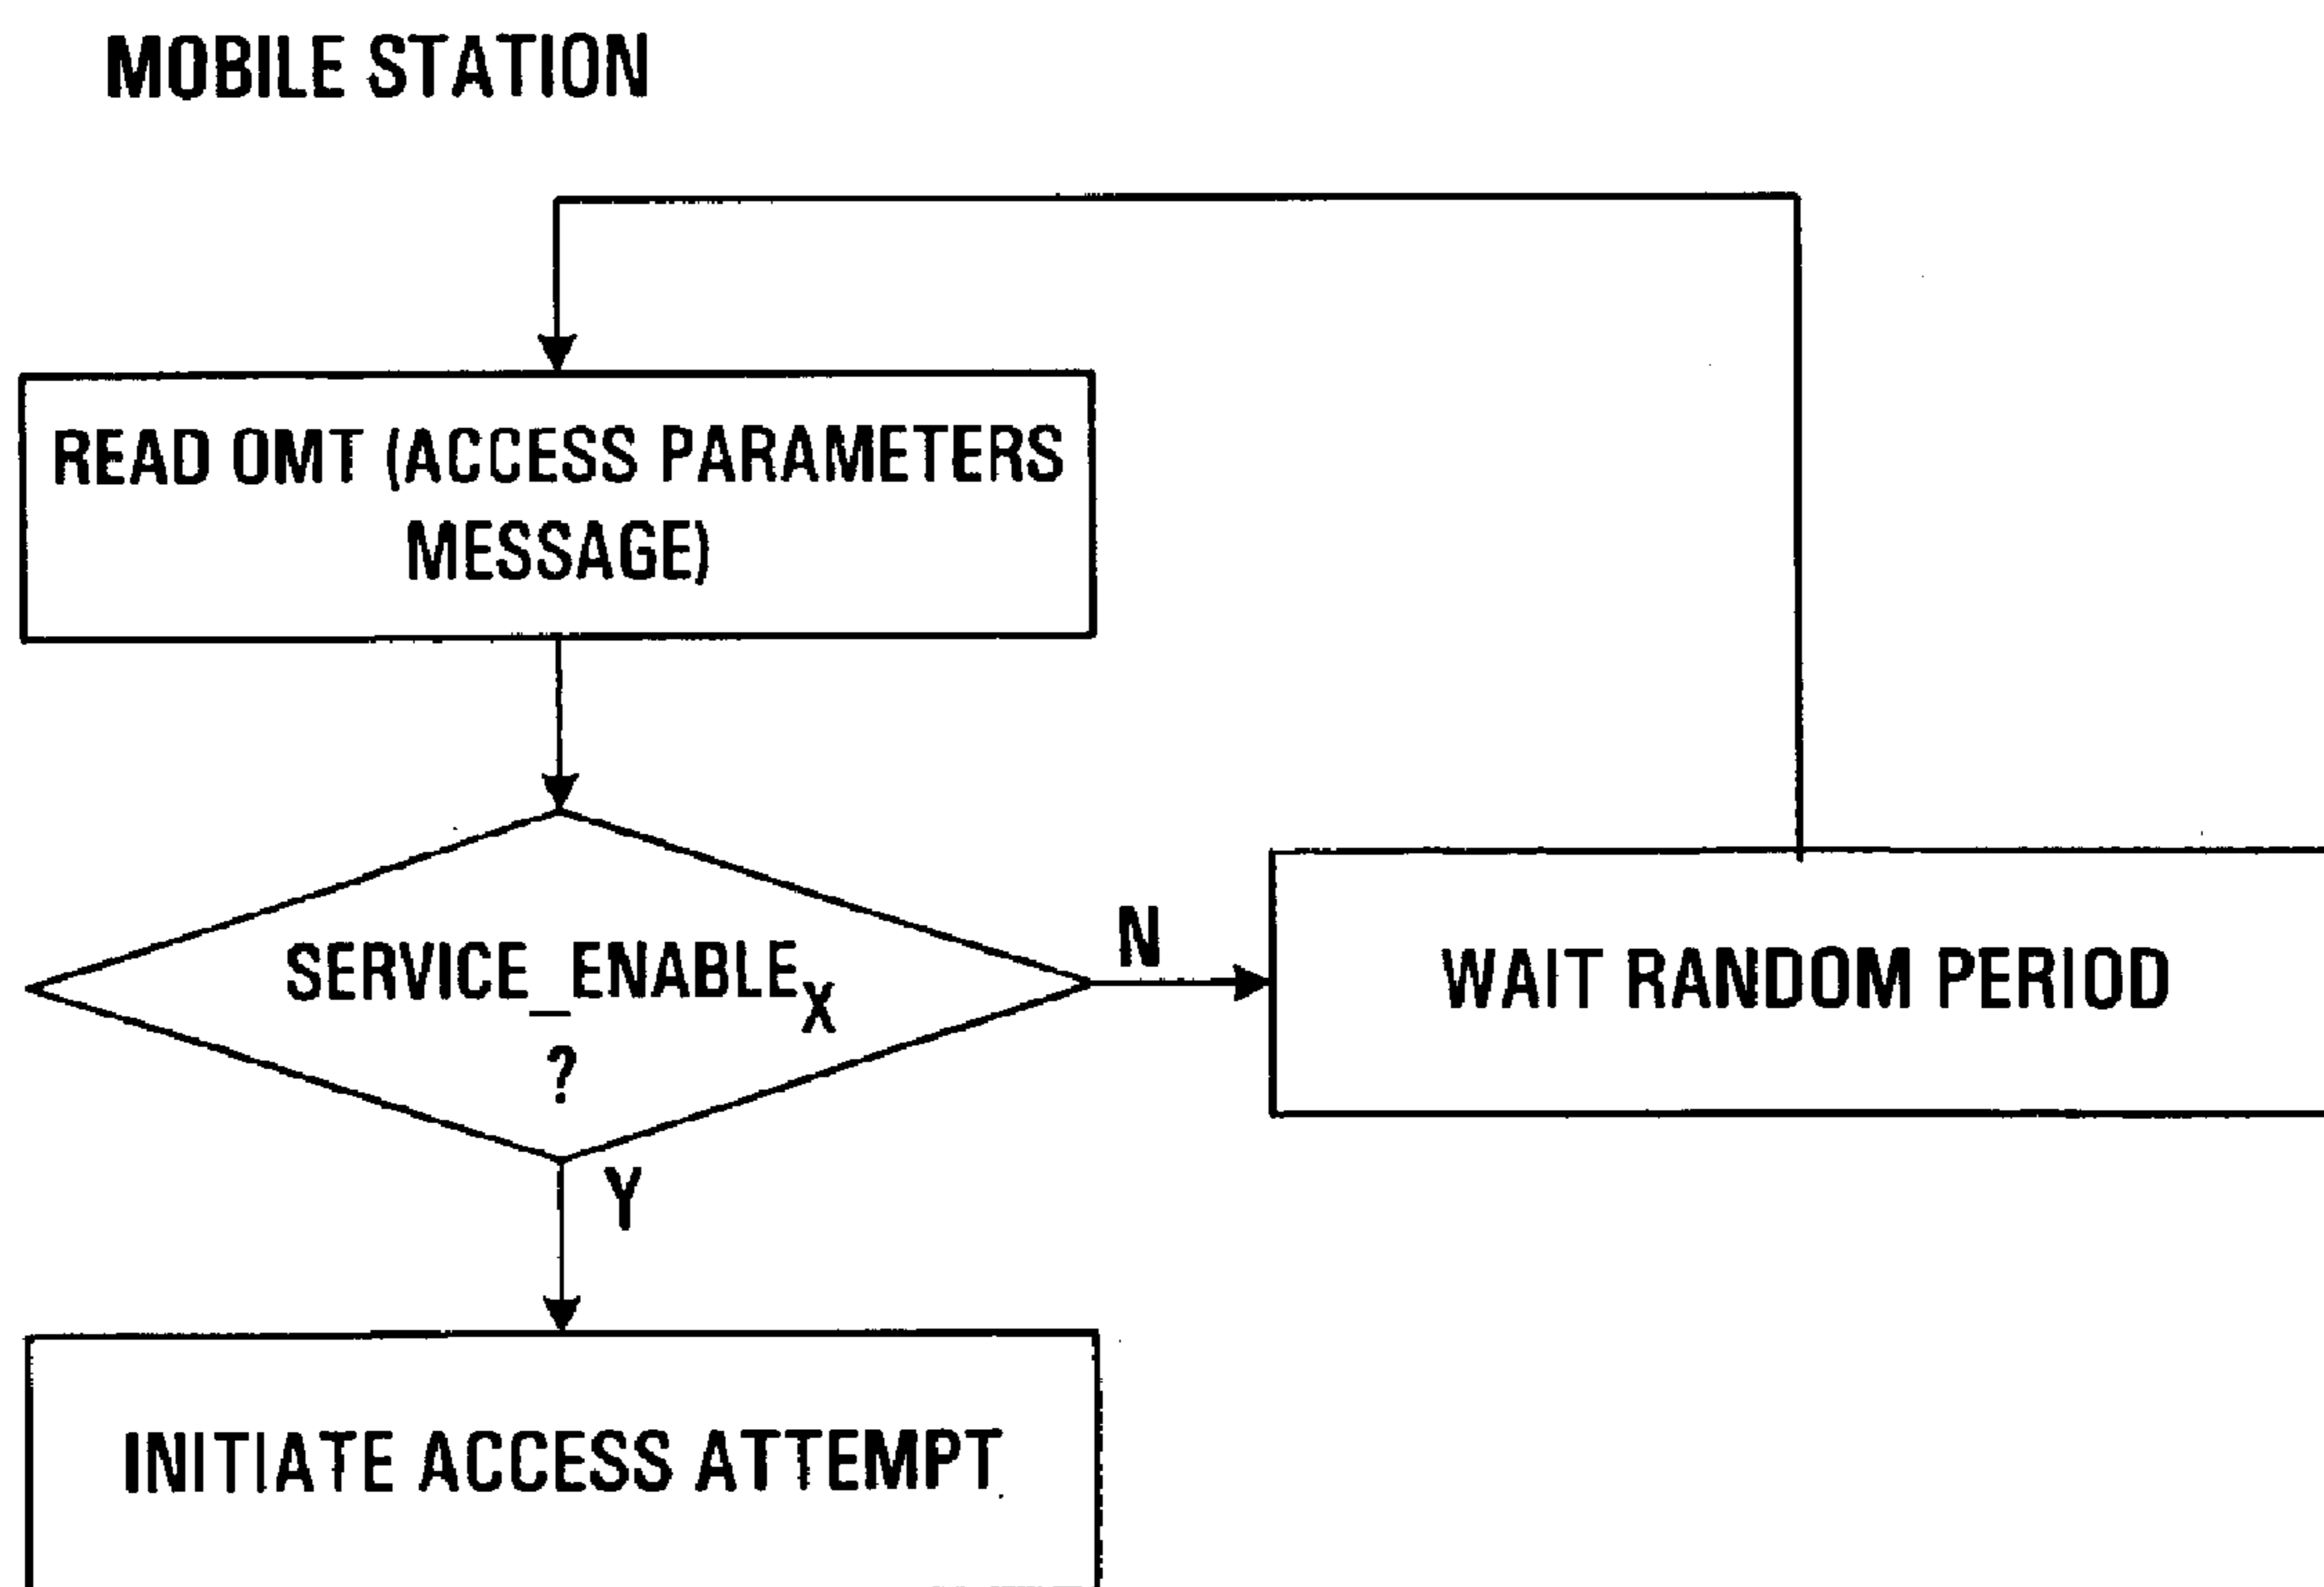 MOBILE STATION
READ OMT (ACCESS PARAMETERS
MESSAGE)
SERVICE_ENABLEX
?
N
WAIT RANDOM PERIOD
Y
INITIATE ACCESS ATTEMPT